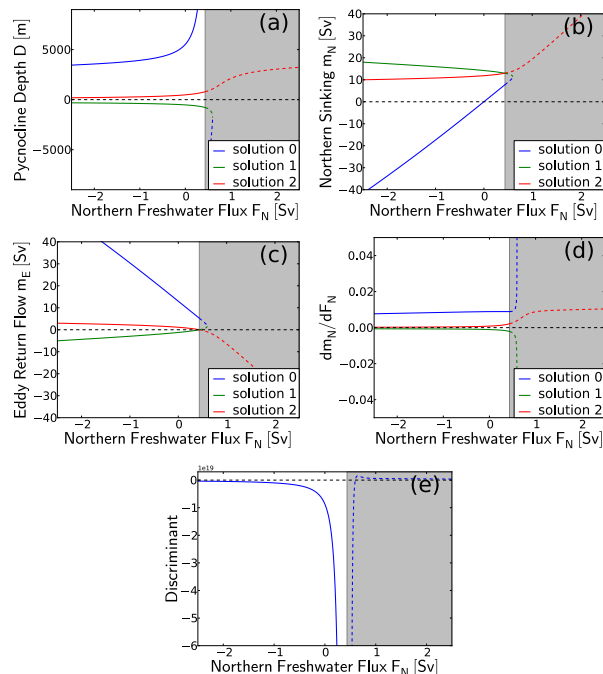 (a)
Pycnocline Depth D [m]
5000
0
−5000
−2
−1
0
1
2
solution 0
solution 1
solution 2
Northern Freshwater Flux F_N [Sv]
(b)
Northern Sinking m_N [Sv]
40
30
20
10
0
10
20
30
40
−2
−1
0
1
2
solution 0
solution 1
solution 2
Northern Freshwater Flux F_N [Sv]
(c)
Eddy Return Flow m_E [Sv]
40
30
20
10
0
−10
−20
−30
−40
−2
−1
0
1
2
solution 0
solution 1
solution 2
Northern Freshwater Flux F_N [Sv]
(d)
dm_N/dF_N
0.04
0.02
0.00
−0.02
−0.04
−2
−1
0
1
2
solution 0
solution 1
solution 2
Northern Freshwater Flux F_N [Sv]
(e)
1e19
Discriminant
0
−1
−2
−3
−4
−5
−6
−2
−1
0
1
2
Northern Freshwater Flux F_N [Sv]